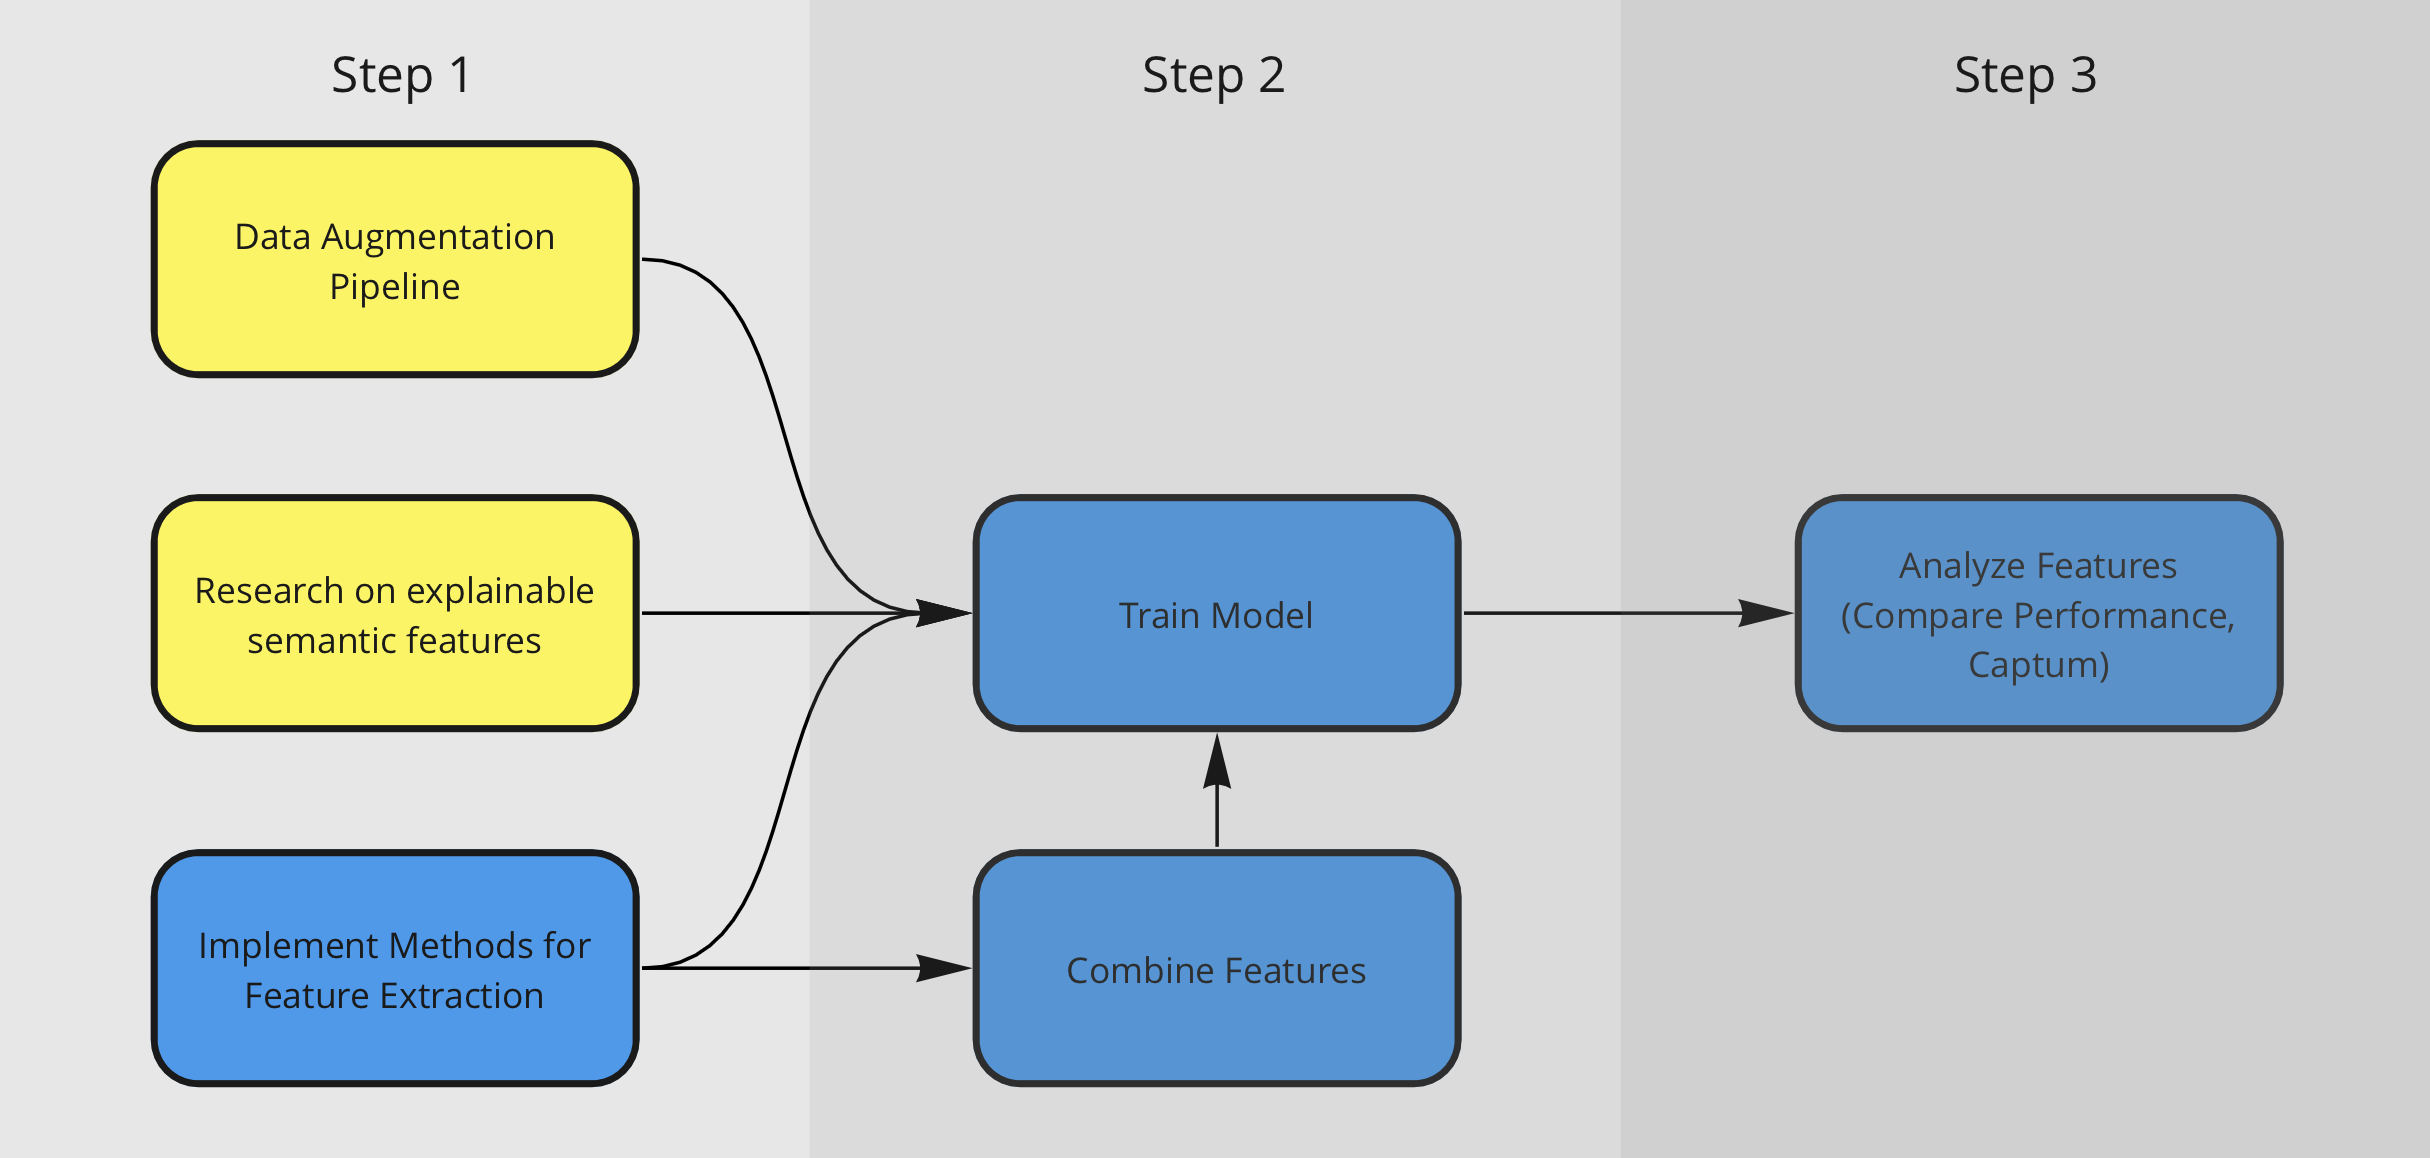 Step 1
Step 2
Step 3
Data Augmentation
Pipeline
Research on explainable
semantic features
Train Model
Analyze Features
(Compare Performance,
Captum)
Implement Methods for
Feature Extraction
Combine Features